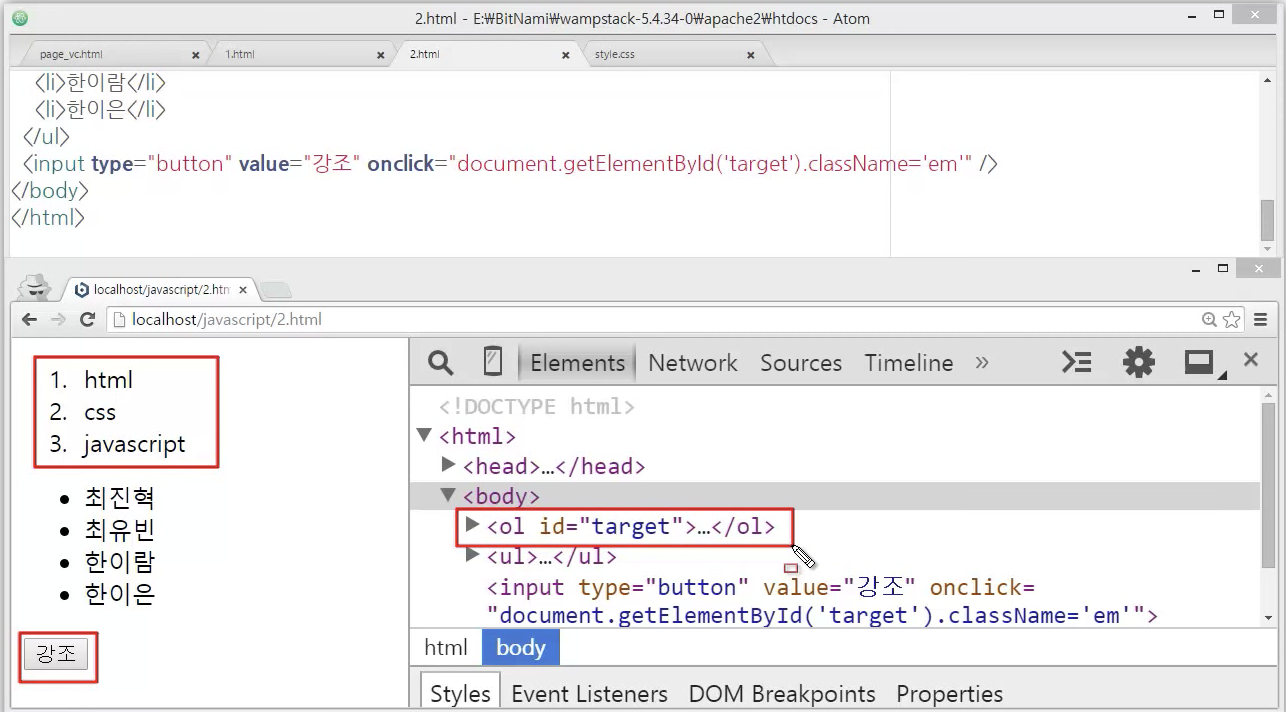 2.html - E:₩BitNami₩wampstack-5.4.34-0₩apache2₩htdocs - Atom
page_vc.html
1.html
2.html
style.css
<li>한이람</li>
<li>한이은</li>
</ul>
<input type="button" value="강조" onclick="document.getElementById('target').className='em'" />
</body>
</html>
localhost/javascript/2.htm
localhost/javascript/2.html
1. html
2. css
3. javascript
• 최진혁
• 최유빈
• 한이람
• 한이은
강조
Elements Network Sources Timeline »
<!DOCTYPE html>
▼<html>
▶<head>…</head>
▼<body>
▶<ol id="target">…</ol>
▶<ul>…</ul>
<input type="button" value="강조" onclick=
"document.getElementById('target').className='em'">
html body
Styles Event Listeners DOM Breakpoints Properties